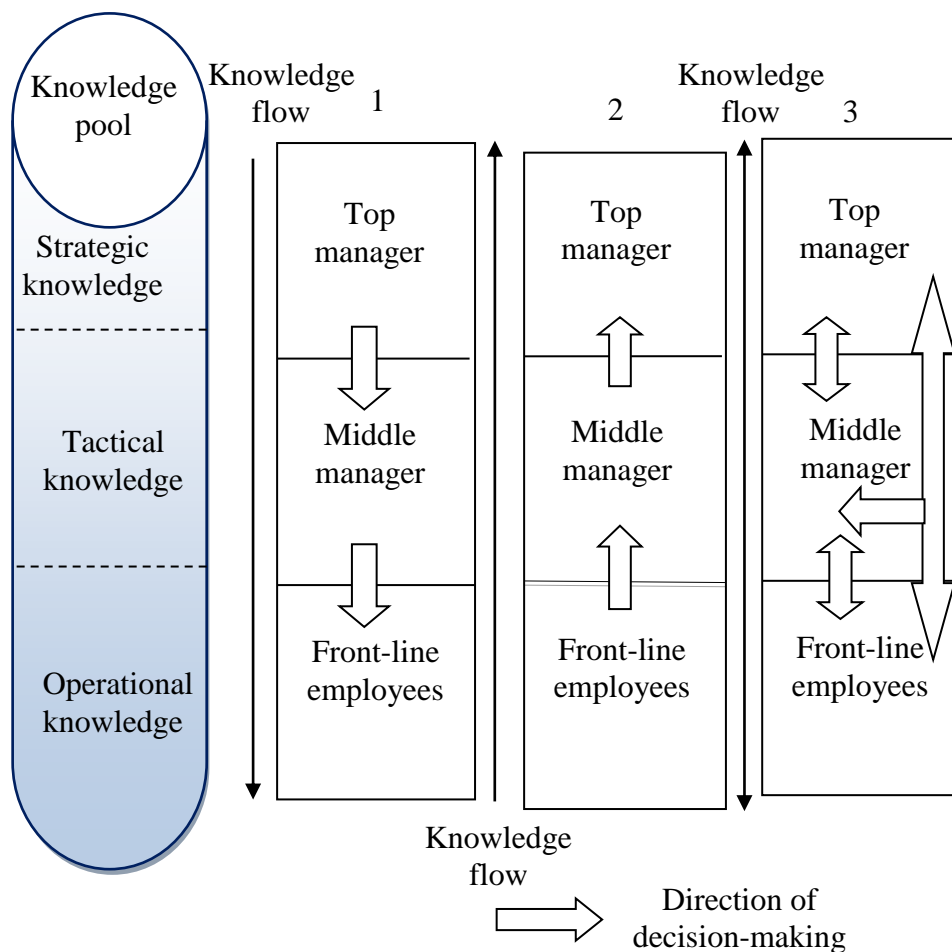 Knowledge
pool
Strategic
knowledge
Tactical
knowledge
Operational
knowledge
Knowledge
flow
1
Top
manager
Middle
manager
Front-line
employees
Knowledge
flow
2
Top
manager
Middle
manager
Front-line
employees
Knowledge
flow
3
Top
manager
Middle
manager
Front-line
employees
Direction of
decision-making